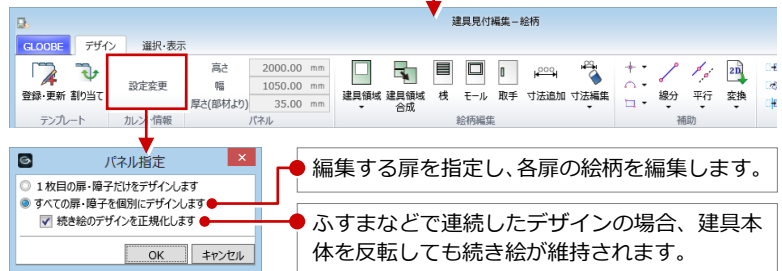 建具見付編集－絵柄
GLOOBE デザイン 選択・表示
登録・更新 割り当て
テンプレート
設定変更
カレント情報
高さ 2000.00 mm
幅 1050.00 mm
厚さ(部材より) 35.00 mm
パネル
建具領域 建具領域合成 桟 モール 取手 寸法追加 寸法編集
絵柄編集
線分 平行 変換
補助
パネル指定
1枚目の扉・障子だけをデザインします
すべての扉・障子を個別にデザインします
続き絵のデザインを正規化します
OK キャンセル
編集する扉を指定し、各扉の絵柄を編集します。
ふすまなどで連続したデザインの場合、建具本
体を反転しても続き絵が維持されます。